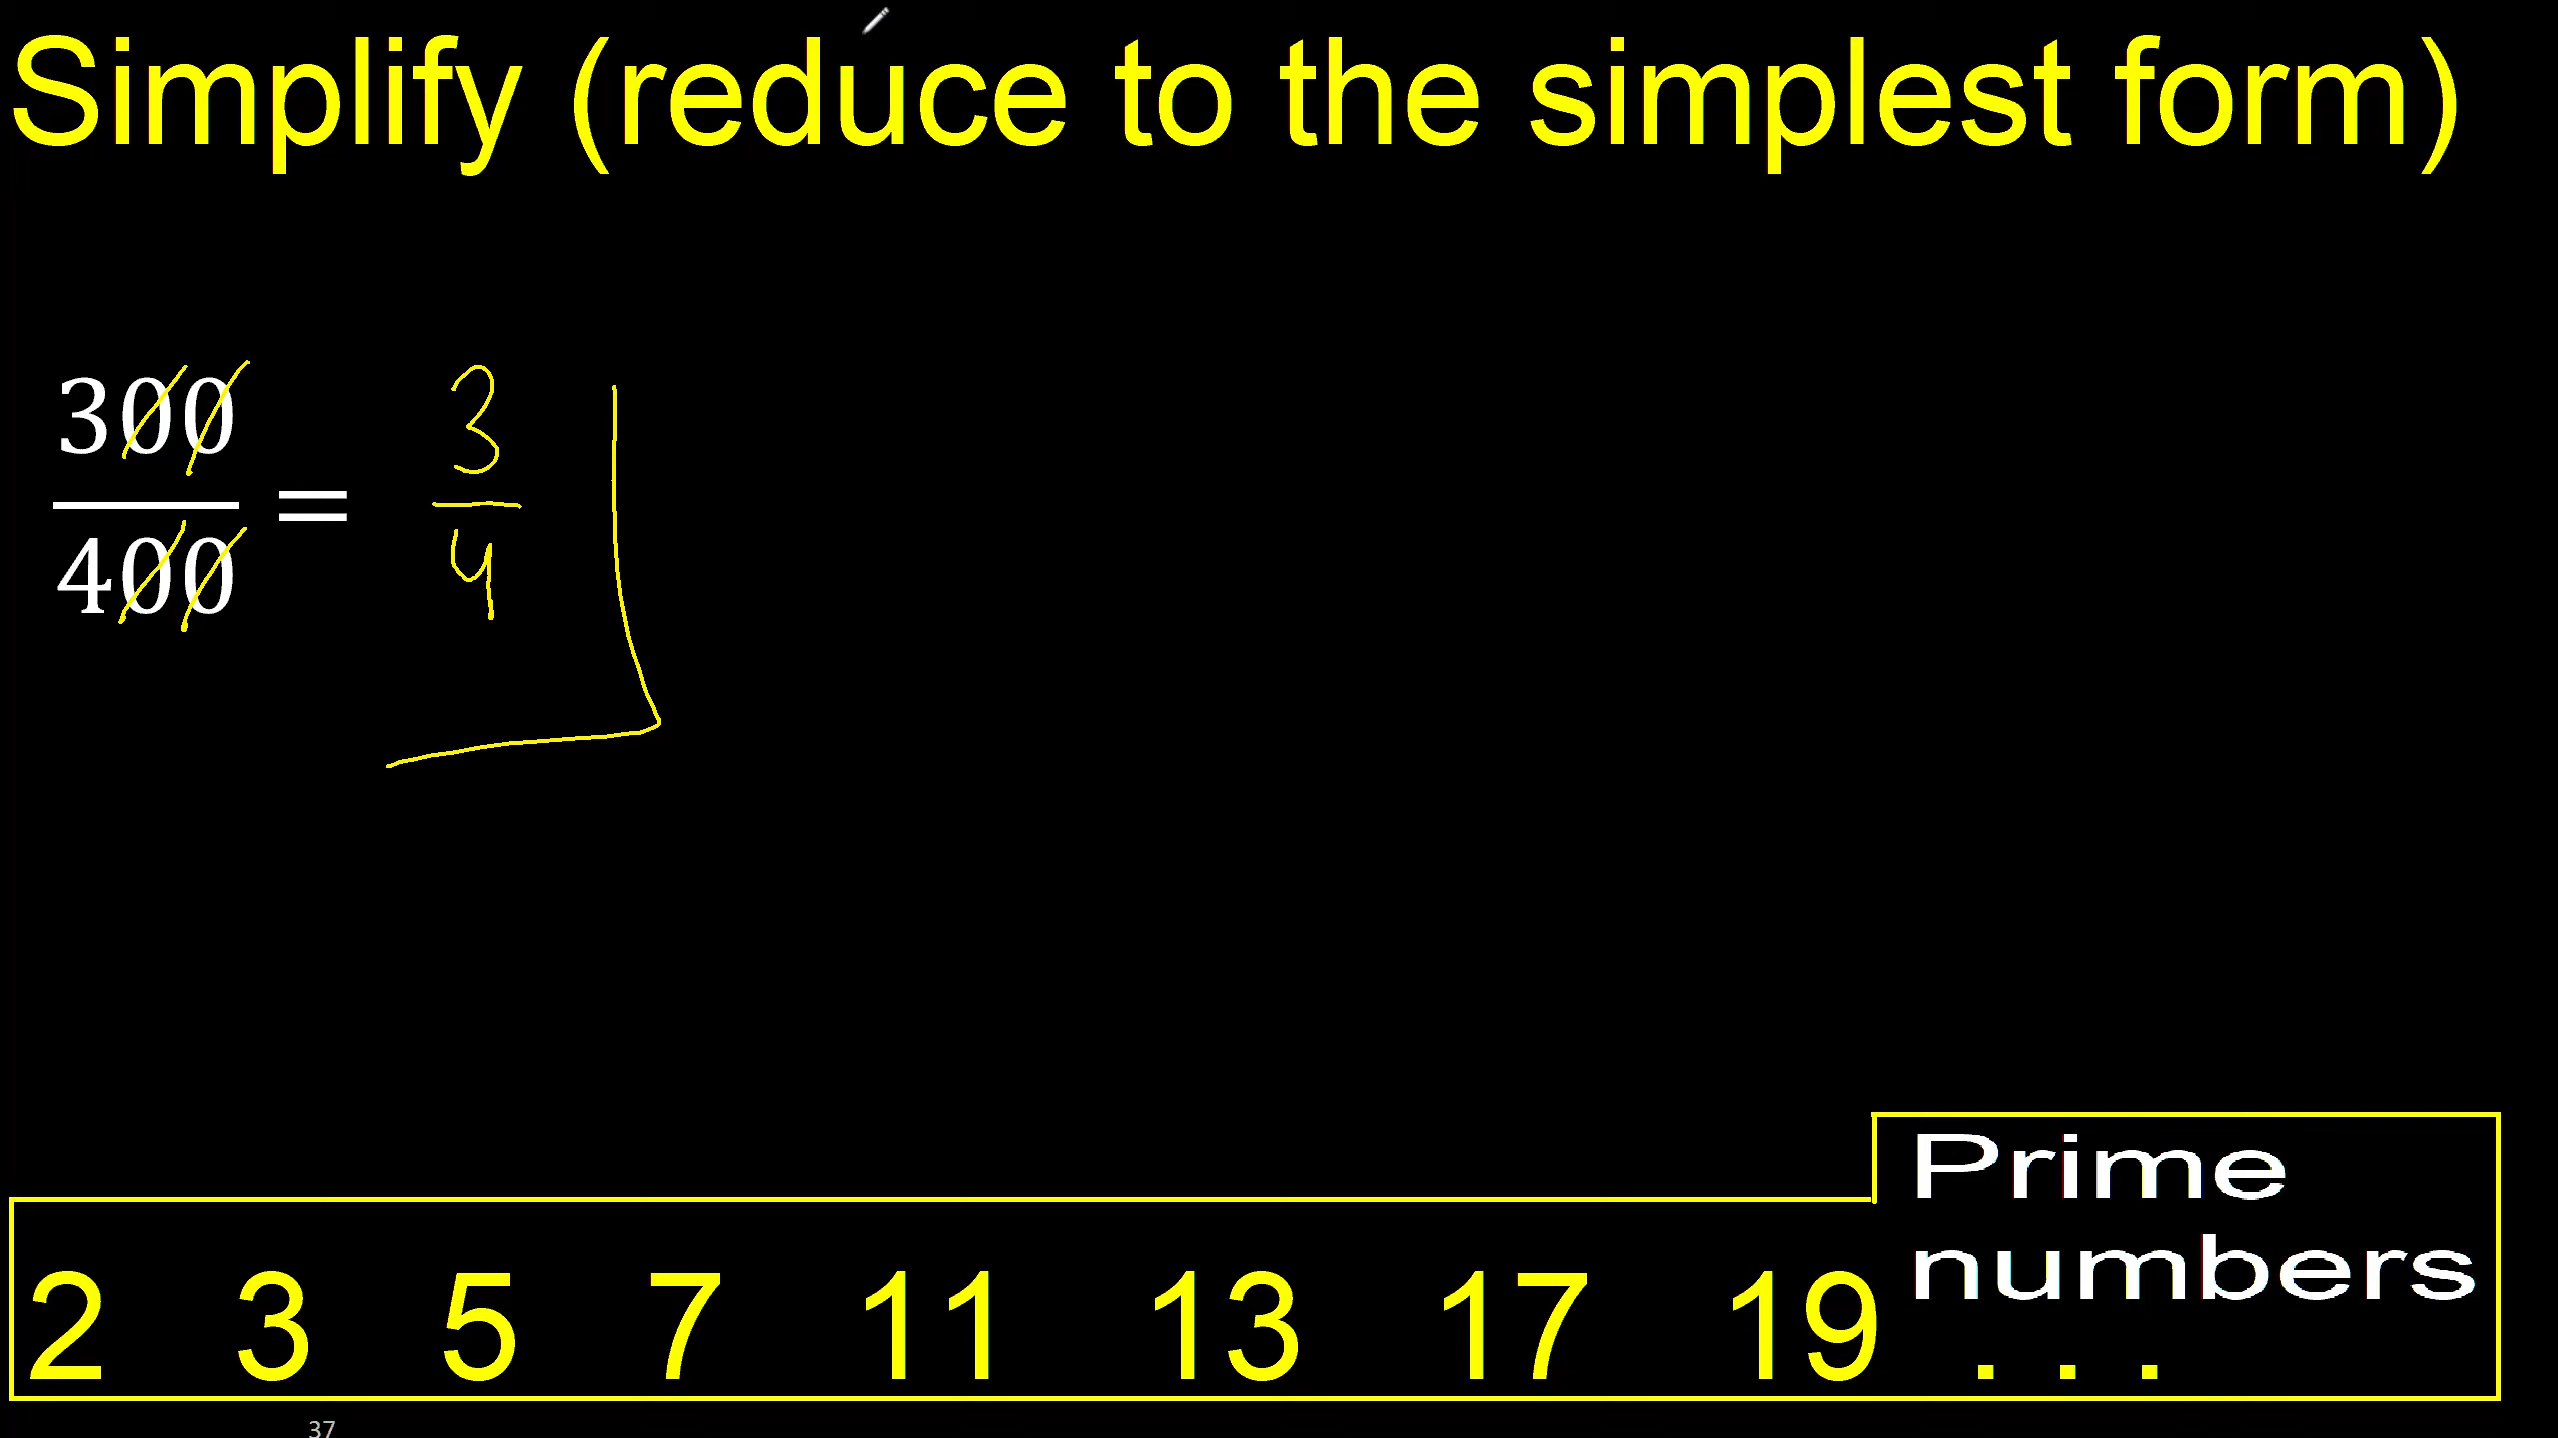 Simplify (reduce to the simplest form)
300/400 = 3/4
Prime
numbers
2 3 5 7 11 13 17 19 . . .
37